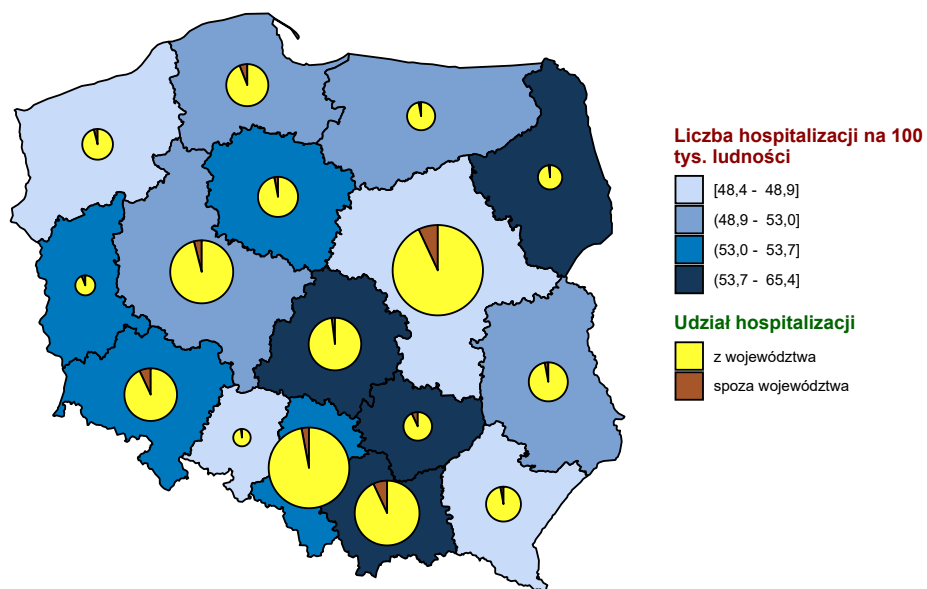 Liczba hospitalizacji na 100
tys. ludności
[48,4 - 48,9]
(48,9 - 53,0]
(53,0 - 53,7]
(53,7 - 65,4]
Udział hospitalizacji
z województwa
spoza województwa